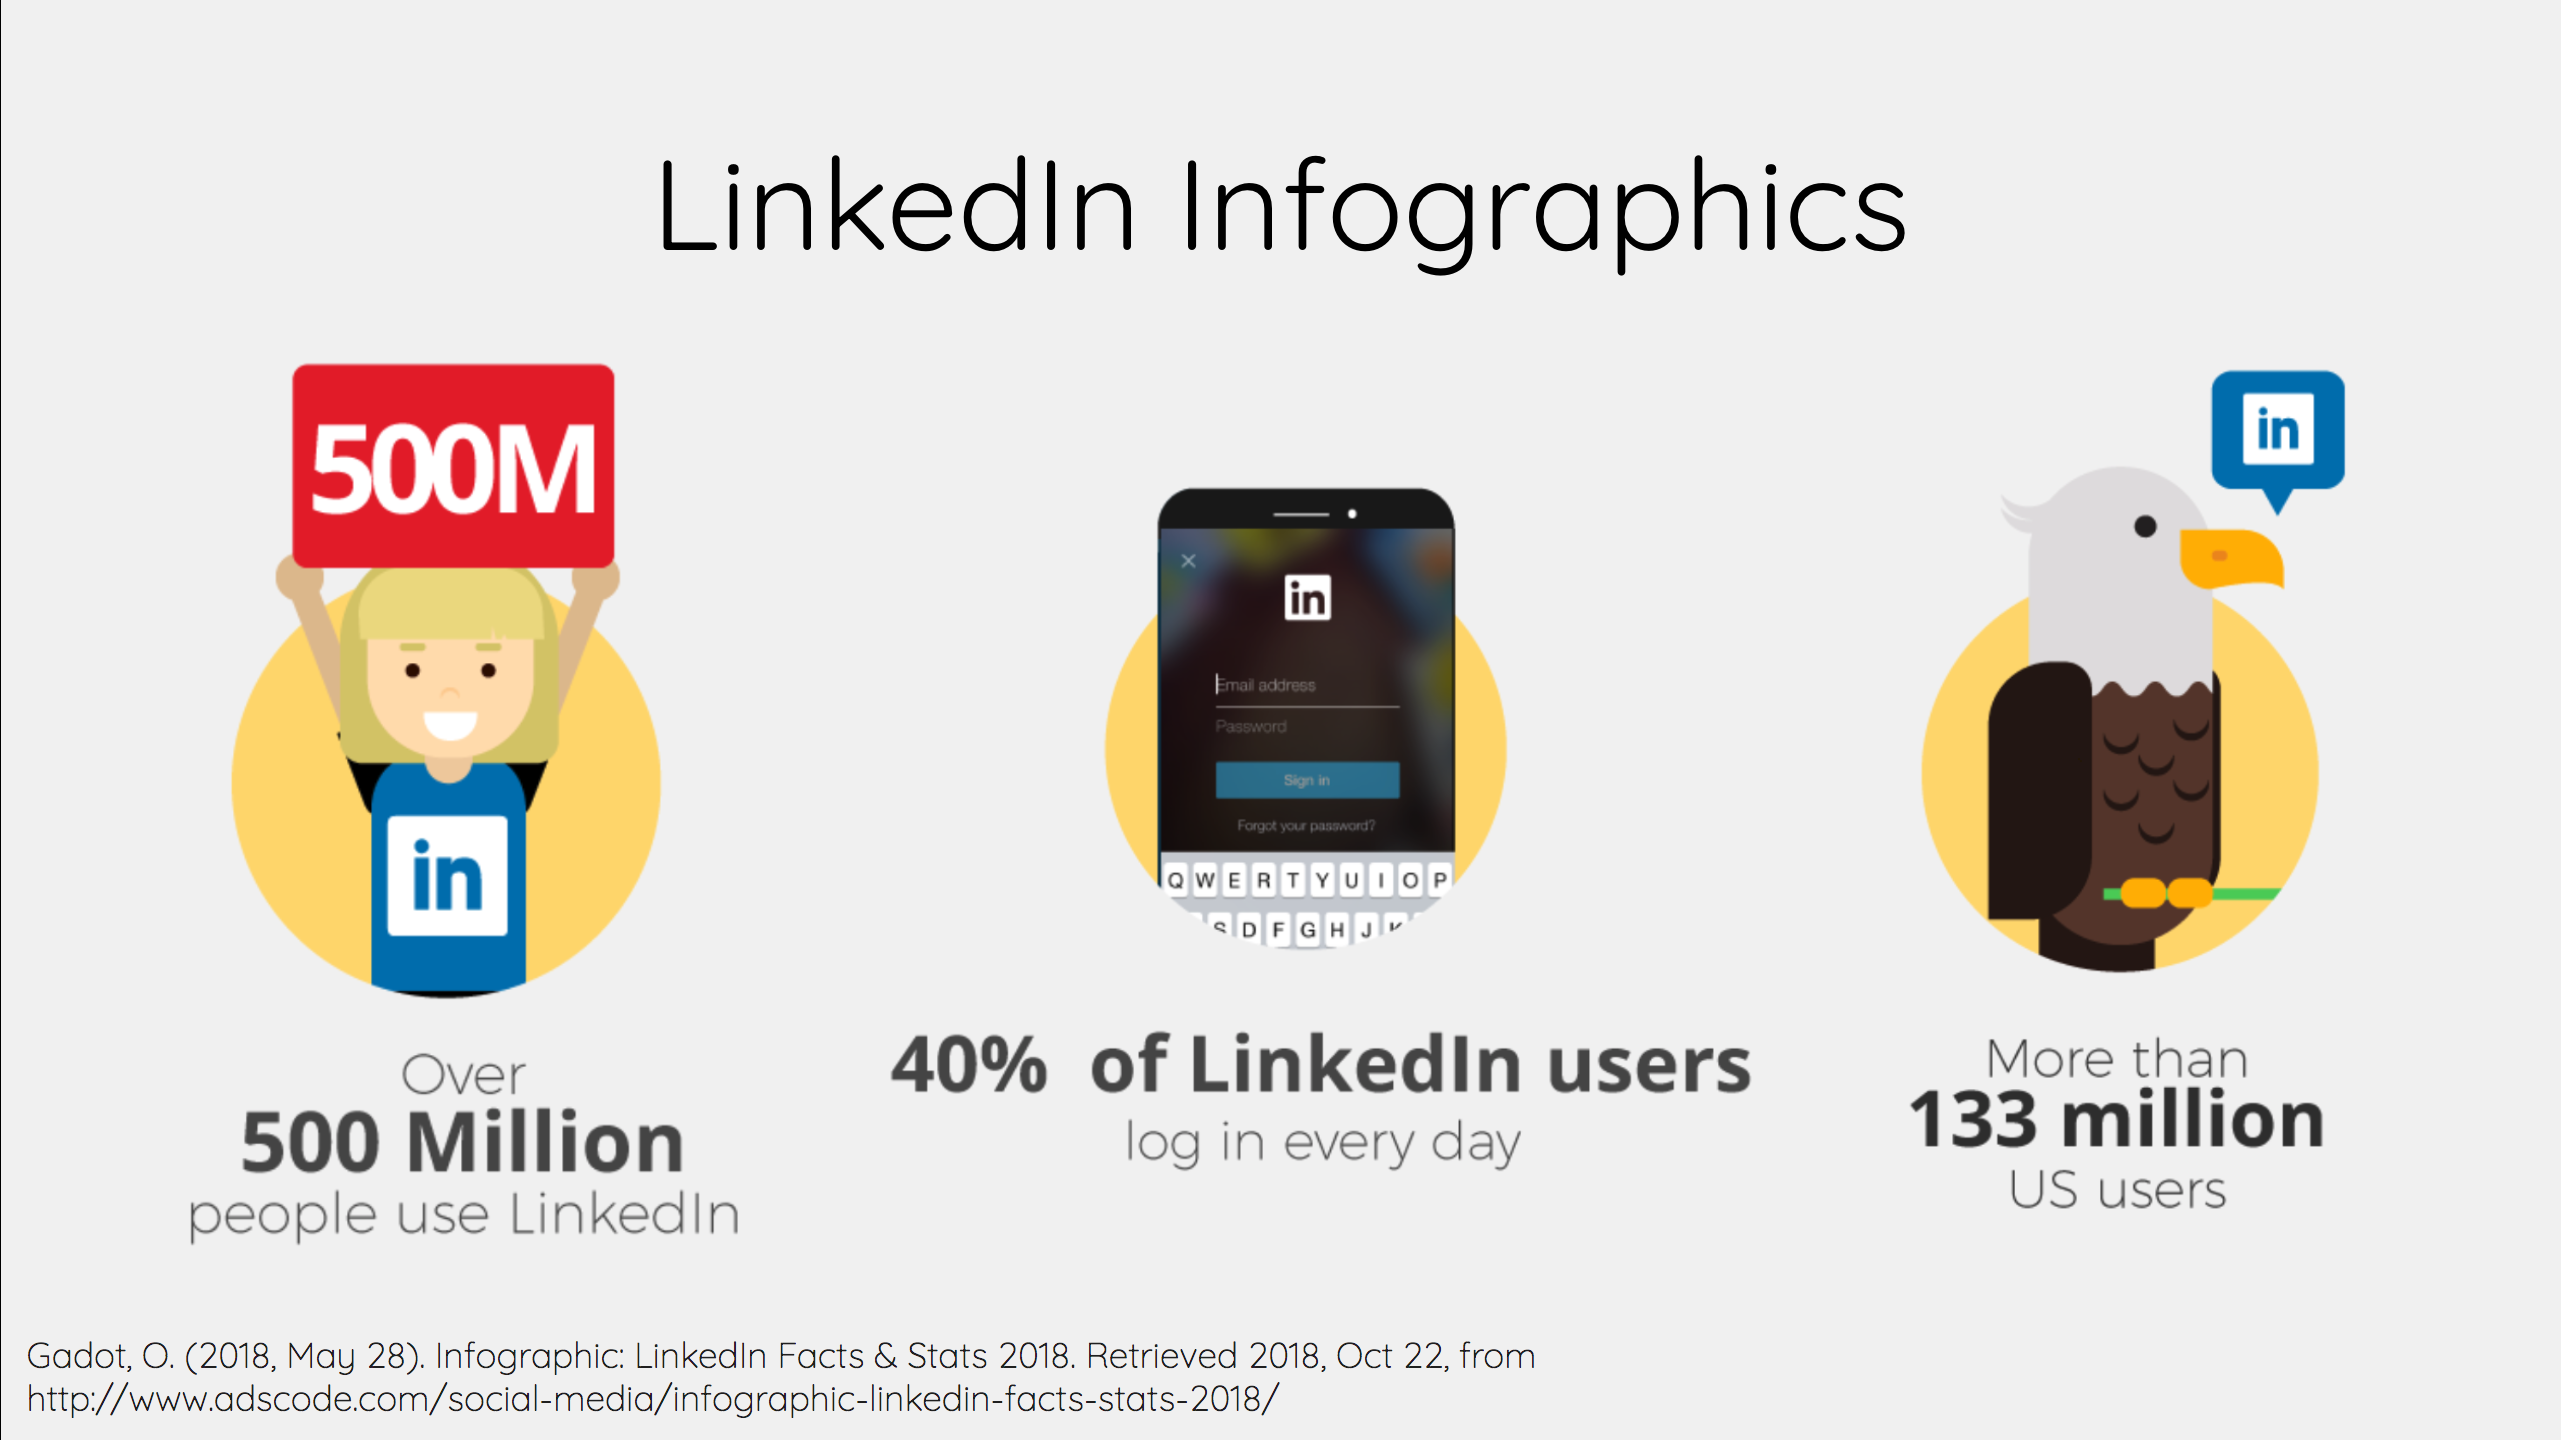 LinkedIn Infographics
500M
in
Over
500 Million
people use LinkedIn
in
Email address
Password
Sign in
Forgot your password?
Q W E R T Y U I O P
S D F G H J K
40% of LinkedIn users
log in every day
in
More than
133 million
US users
Gadot, O. (2018, May 28). Infographic: LinkedIn Facts & Stats 2018. Retrieved 2018, Oct 22, from
http://www.adscode.com/social-media/infographic-linkedin-facts-stats-2018/